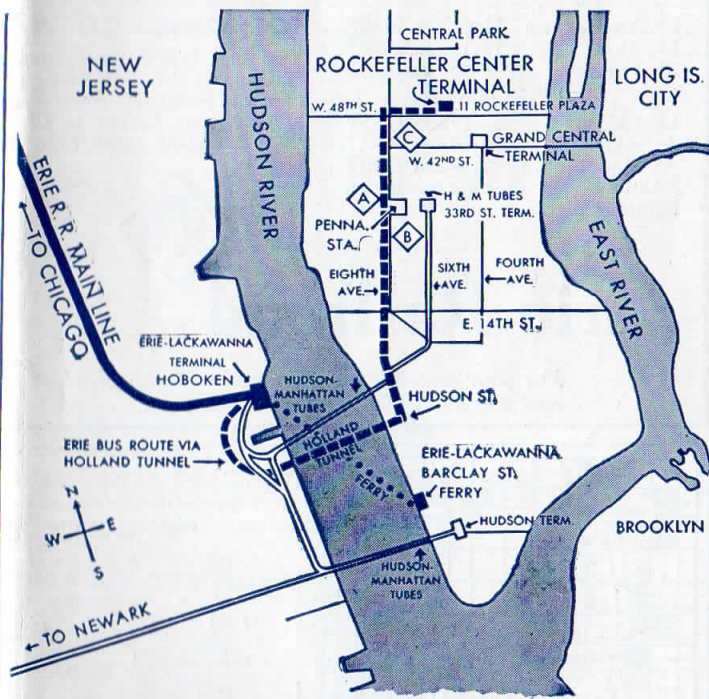 CENTRAL PARK
NEW
JERSEY
ROCKEFELLER CENTER
TERMINAL
LONG IS.
CITY
HUDSON RIVER
W. 48TH ST.
11 ROCKEFELLER PLAZA
C
GRAND CENTRAL
TERMINAL
W. 42ND ST.
ERIE R. R. MAIN LINE
← TO CHICAGO
A
H & M TUBES
33RD ST. TERM.
PENNA.
STA.
B
EAST RIVER
EIGHTH
AVE.
SIXTH
AVE.
FOURTH
AVE.
E. 14TH ST.
ERIE-LACKAWANNA
TERMINAL
HOBOKEN
HUDSON-
MANHATTAN
TUBES
HUDSON ST.
HOLLAND
TUNNEL
ERIE BUS ROUTE VIA
HOLLAND TUNNEL
ERIE-LACKAWANNA
BARCLAY ST.
FERRY
FERRY
N
W E
S
HUDSON TERM.
BROOKLYN
HUDSON-
MANHATTAN
TUBES
← TO NEWARK